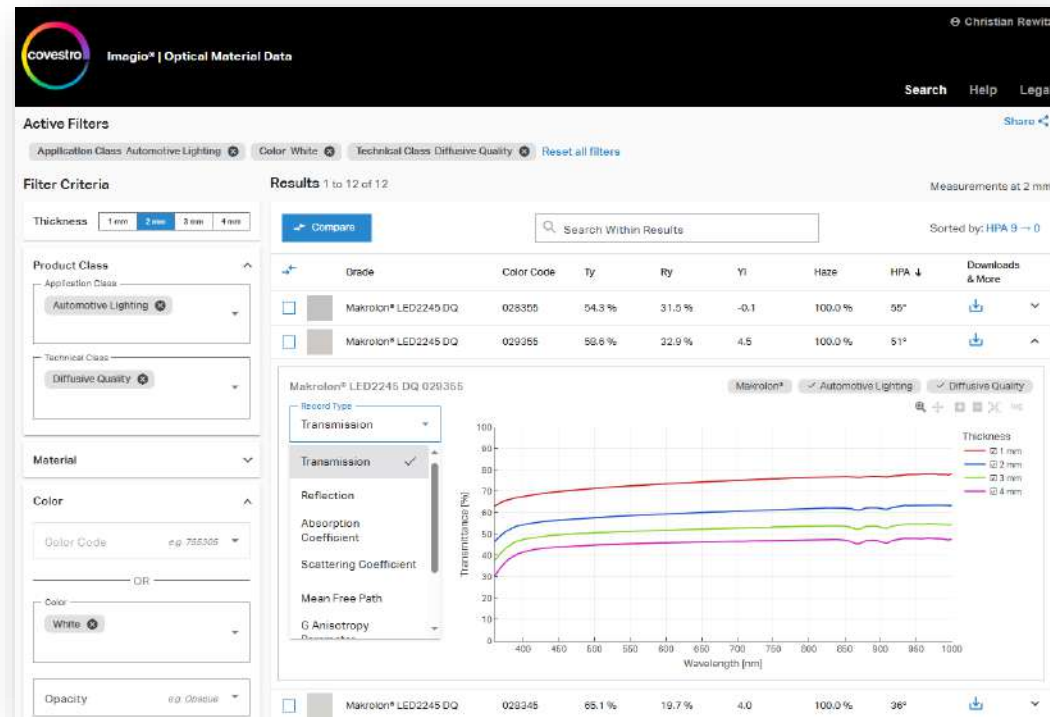 Christian Rewitz
covestro
Imagio® | Optical Material Data
Search Help Legal
Active Filters
Share
Application Class Automotive Lighting
Color White
Technical Class Diffusive Quality
Reset all filters
Filter Criteria
Results 1 to 12 of 12
Measurements at 2 mm
Thickness 1 mm 2 mm 3 mm 4 mm
Compare
Search Within Results
Sorted by: HPA 9 → 0
Product Class
Application Class
Automotive Lighting
Technical Class
Diffusive Quality
Material
Color
Color Code e.g. 755305
OR
Color
White
Opacity e.g. Opaque
Grade Color Code Ty Ry YI Haze HPA ↓ Downloads & More
Makrolon® LED2245 DQ 028355 54.3 % 31.5 % -0.1 100.0 % 55°
Makrolon® LED2245 DQ 029355 58.6 % 32.9 % 4.5 100.0 % 51°
Makrolon® LED2245 DQ 029355
Makrolon® Automotive Lighting Diffusive Quality
Record Type
Transmission
Transmission
Reflection
Absorption
Coefficient
Scattering Coefficient
Mean Free Path
G Anisotropy
Transmittance [%]
100
90
80
70
60
50
40
30
20
10
0
400 450 500 550 600 650 700 750 800 850 900 950 1000
Wavelength [nm]
Thickness
1 mm
2 mm
3 mm
4 mm
Makrolon® LED2245 DQ 028345 65.1 % 19.7 % 4.0 100.0 % 36°